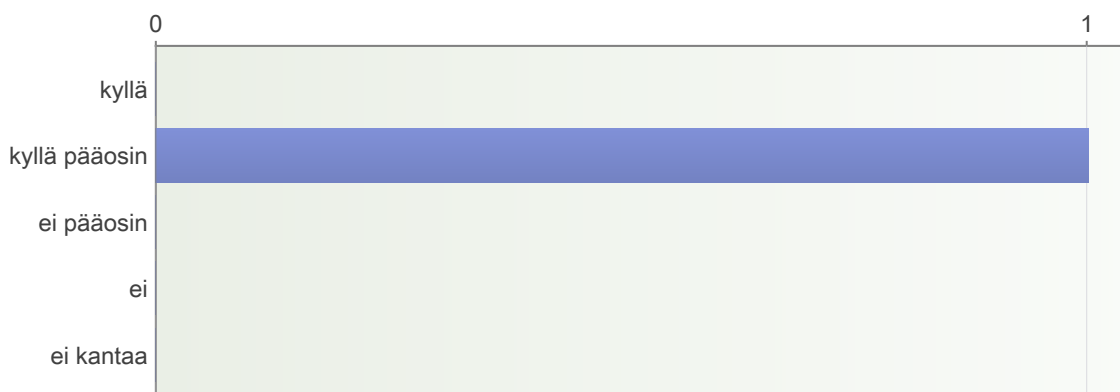 0 1
kyllä
kyllä pääosin
ei pääosin
ei
ei kantaa